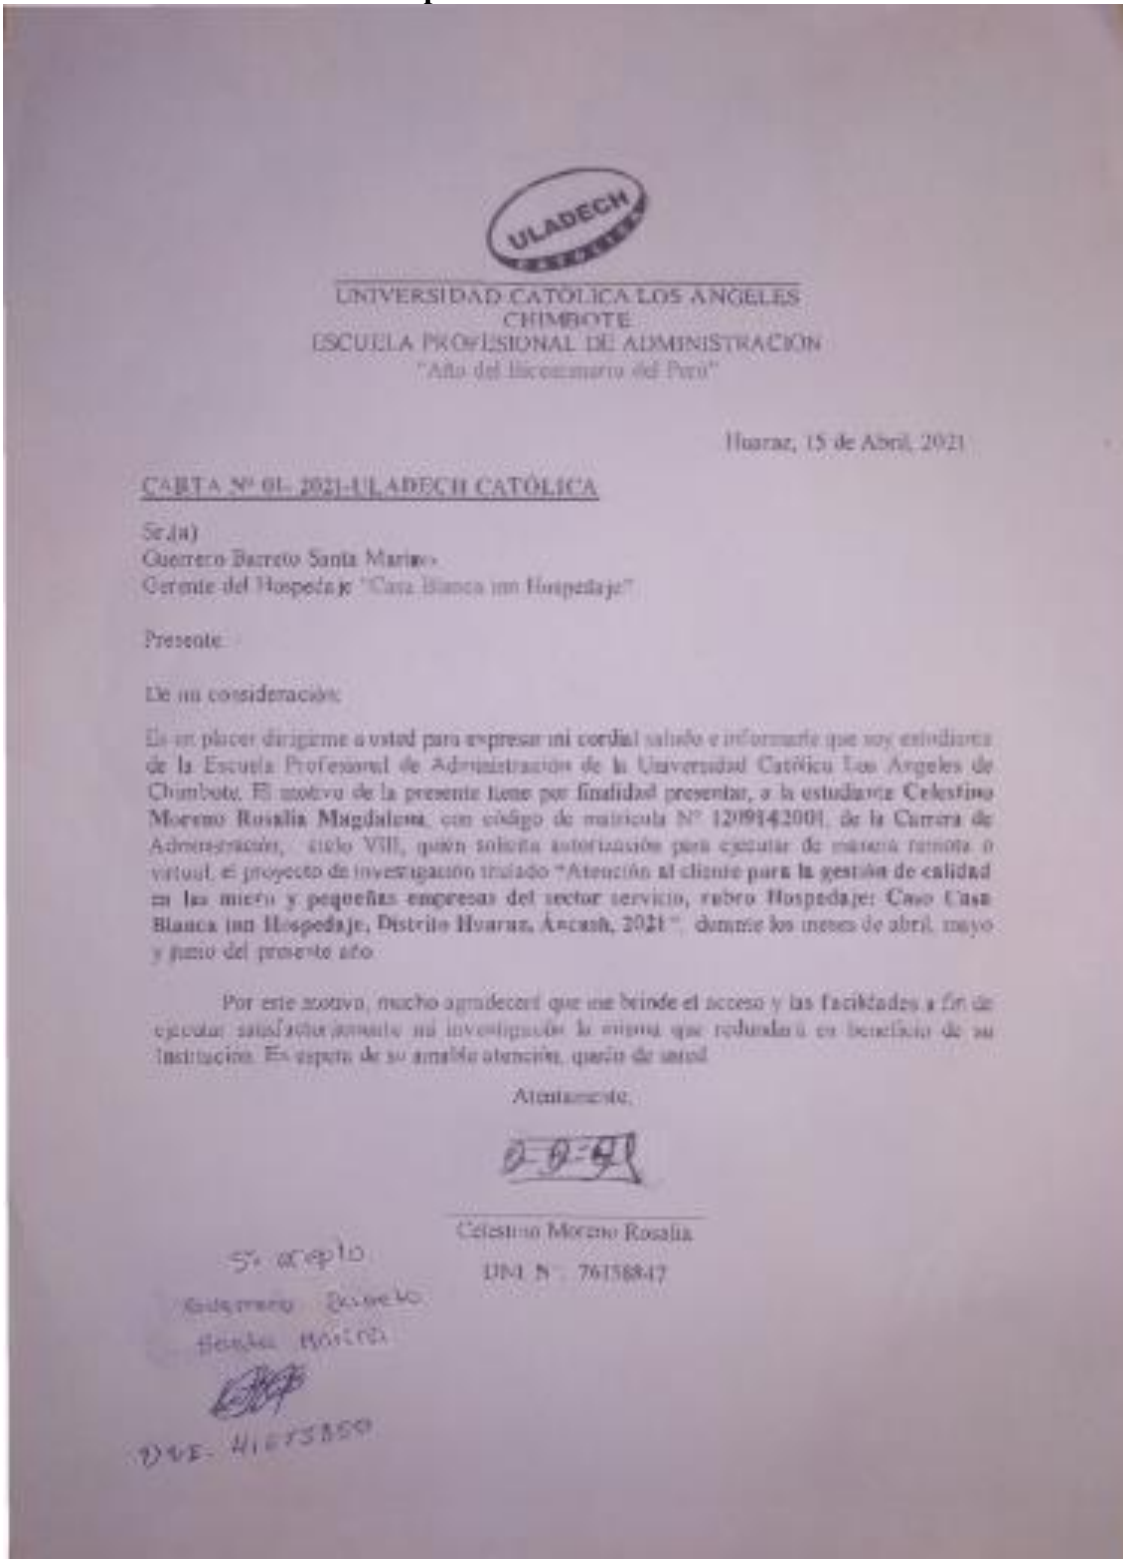 ULADECH
CATOLICA
UNIVERSIDAD CATÓLICA LOS ANGELES
CHIMBOTE
ESCUELA PROFESIONAL DE ADMINISTRACIÓN
"Año del Bicentenario del Perú"
Huaraz, 15 de Abril, 2021
CARTA Nº 01- 2021-ULADECH CATÓLICA
Sr.(a)
Guerrero Barreto Santa
Gerente del Hospedaje "Casa Blanca inn Hospedaje"
Presente.
De mi consideración:
Es un placer dirigirme a usted para expresar mi cordial saludo e informarle que soy estudiante
de la Escuela Profesional de Administración de la Universidad Católica Los Ángeles de
Chimbote. El motivo de la presente tiene por finalidad presentar, a la estudiante Celestino
Moreno Rosalia Magdalena, con código de matricula Nº 1209142001, de la Carrera de
Administración, ciclo VIII, quién solicita autorización para ejecutar de manera remota o
virtual, el proyecto de investigación titulado "Atención al cliente para la gestión de calidad
en las micro y pequeñas empresas del sector servicio, rubro Hospedaje: Caso Casa
Blanca inn Hospedaje, Distrito Huaraz, Áncash, 2021", durante los meses de abril, mayo
y junio del presente año.
Por este motivo, mucho agradeceré que me brinde el acceso y las facilidades a fin de
ejecutar satisfactoriamente mi investigación la misma que redundará en beneficio de su
Institución. En espera de su amable atención, quedo de usted.
Atentamente,
Celestino Moreno Rosalia
DNI. N°. 76158847
Si acepto
Guerrero Barreto
Santa Marina